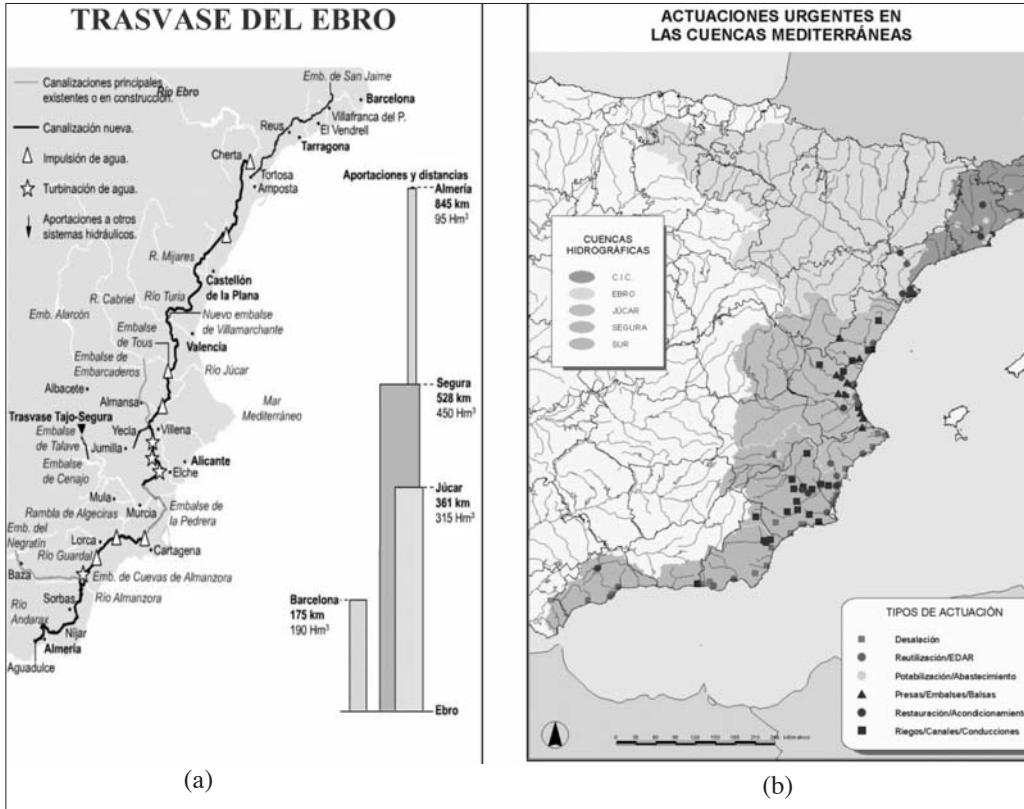 TRASVASE DEL EBRO
Canalizaciones principales
existentes o en construcción.
Canalización nueva.
Impulsión de agua.
Turbinación de agua.
Aportaciones a otros
sistemas hidráulicos.
Emb. de San Jaime
Río Ebro
Barcelona
Villafranca del P.
El Vendrell
Reus
Tarragona
Cherta
Tortosa
Amposta
R. Mijares
Castellón
de la Plana
R. Cabriel
Río Turia
Emb. Alarcón
Nuevo embalse
de Villamarchante
Embalse
de Tous
Valencia
Embalse de
Embarcaderos
Río Júcar
Albacete
Almansa
Mar
Mediterráneo
Trasvase Tajo-Segura
Yecla
Villena
Embalse
de Talave
Jumilla
Alicante
Embalse
de Cenajo
Elche
Mula
Rambla de Algeciras
Murcia
Embalse de
la Pedrera
Emb. del
Negratín
Lorca
Río Guardal
Cartagena
Baza
Emb. de Cuevas de Almanzora
Río Almanzora
Río
Andarax
Sorbas
Níjar
Almería
Aguadulce
Aportaciones y distancias
Almería
845 km
95 Hm³
Segura
528 km
450 Hm³
Júcar
361 km
315 Hm³
Barcelona
175 km
190 Hm³
Ebro
(a)
ACTUACIONES URGENTES EN
LAS CUENCAS MEDITERRÁNEAS
CUENCAS
HIDROGRÁFICAS
C.I.C.
EBRO
JÚCAR
SEGURA
SUR
TIPOS DE ACTUACIÓN
Desalación
Reutilización/EDAR
Potabilización/Abastecimiento
Presas/Embalses/Balsas
Restauración/Acondicionamiento
Riegos/Canales/Conducciones
(b)